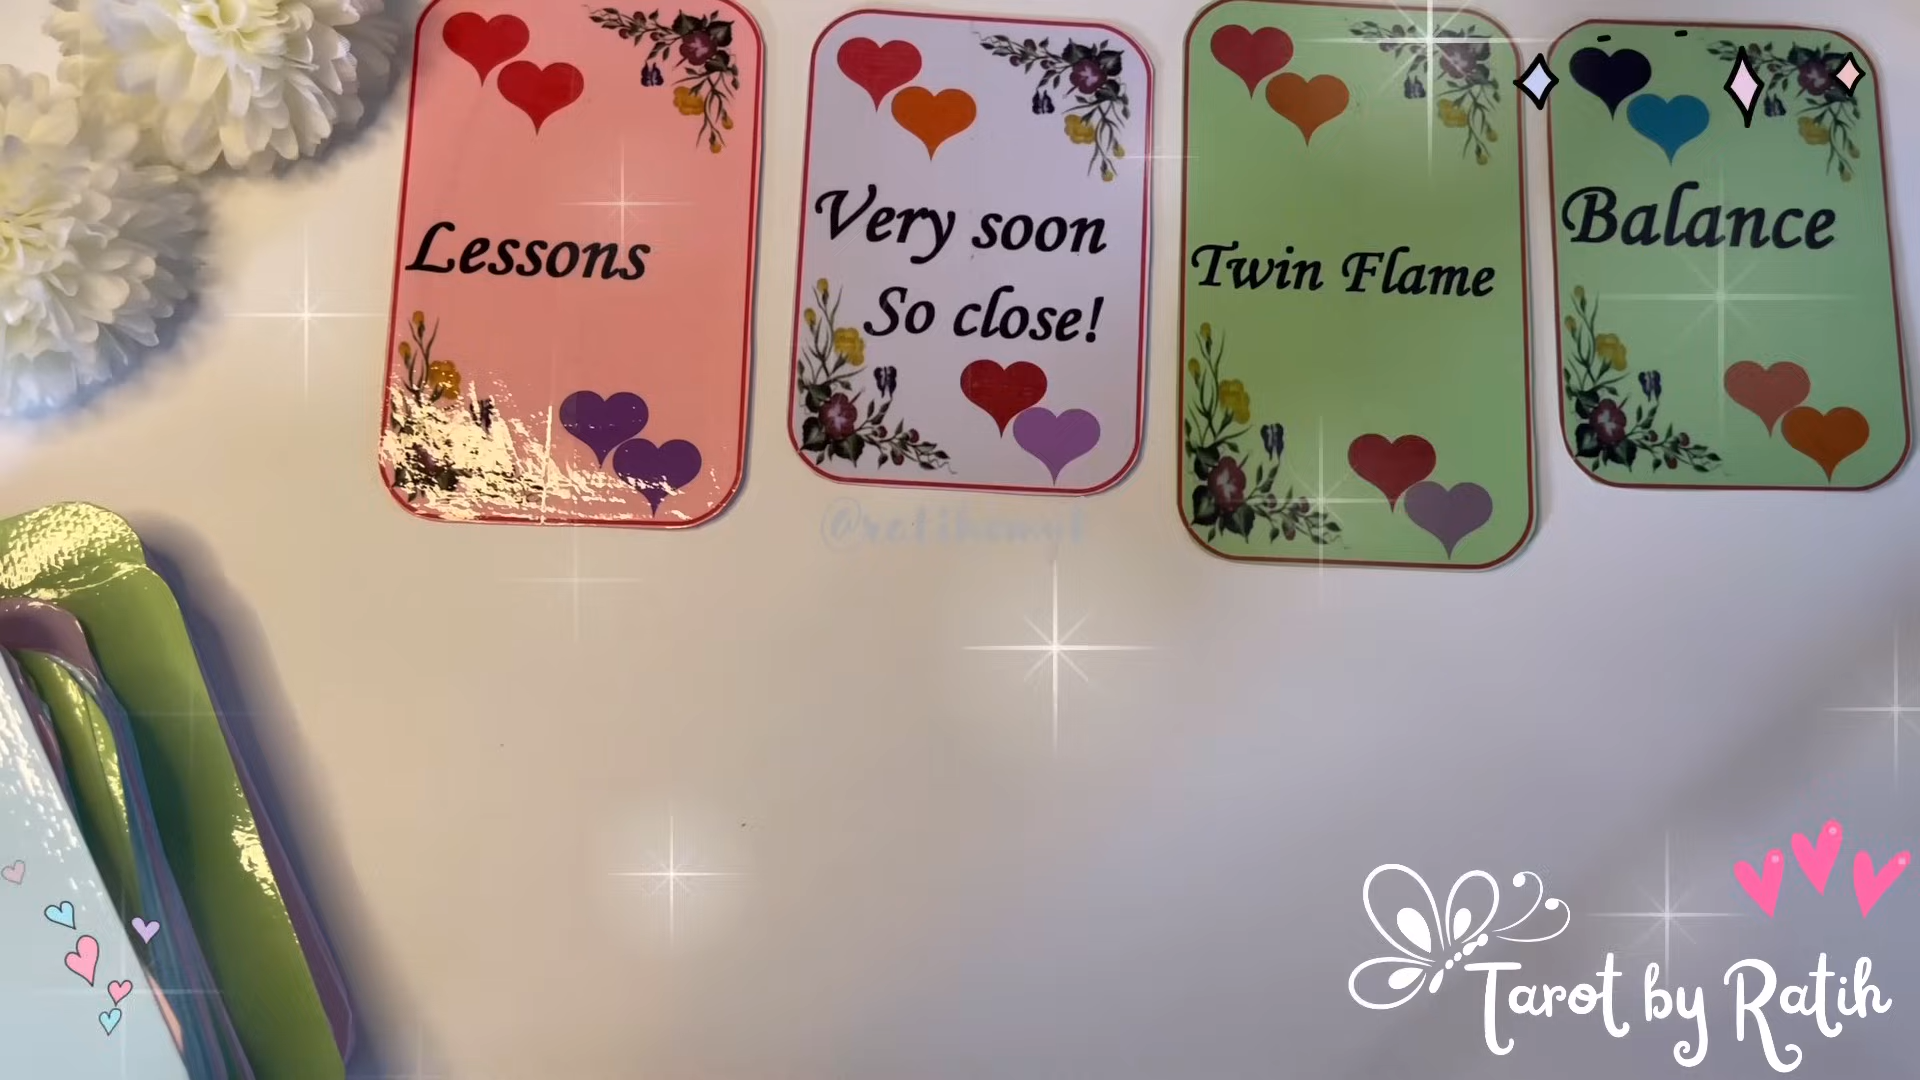 Lessons
Very soon
So close!
Twin Flame
Balance
Tarot by Ratih